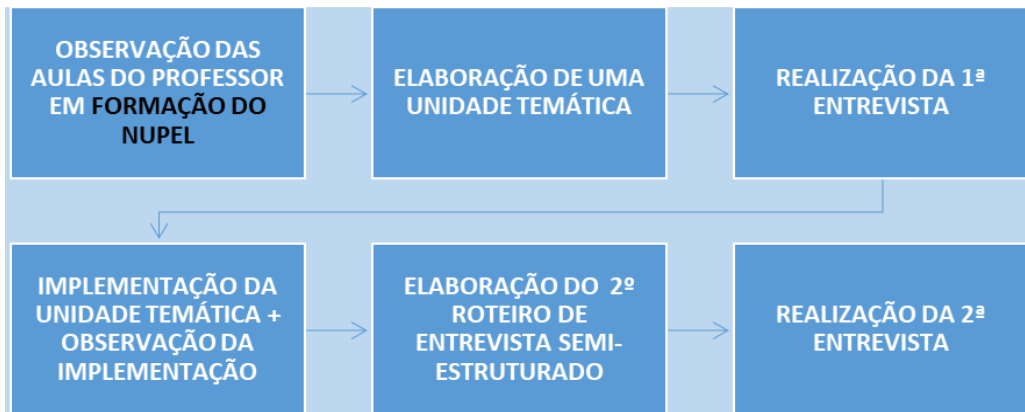 OBSERVAÇÃO DAS
AULAS DO PROFESSOR
EM FORMAÇÃO DO
NUPEL
ELABORAÇÃO DE UMA
UNIDADE TEMÁTICA
REALIZAÇÃO DA 1ª
ENTREVISTA
IMPLEMENTAÇÃO DA
UNIDADE TEMÁTICA +
OBSERVAÇÃO DA
IMPLEMENTAÇÃO
ELABORAÇÃO DO 2º
ROTEIRO DE
ENTREVISTA SEMI-
ESTRUTURADO
REALIZAÇÃO DA 2ª
ENTREVISTA